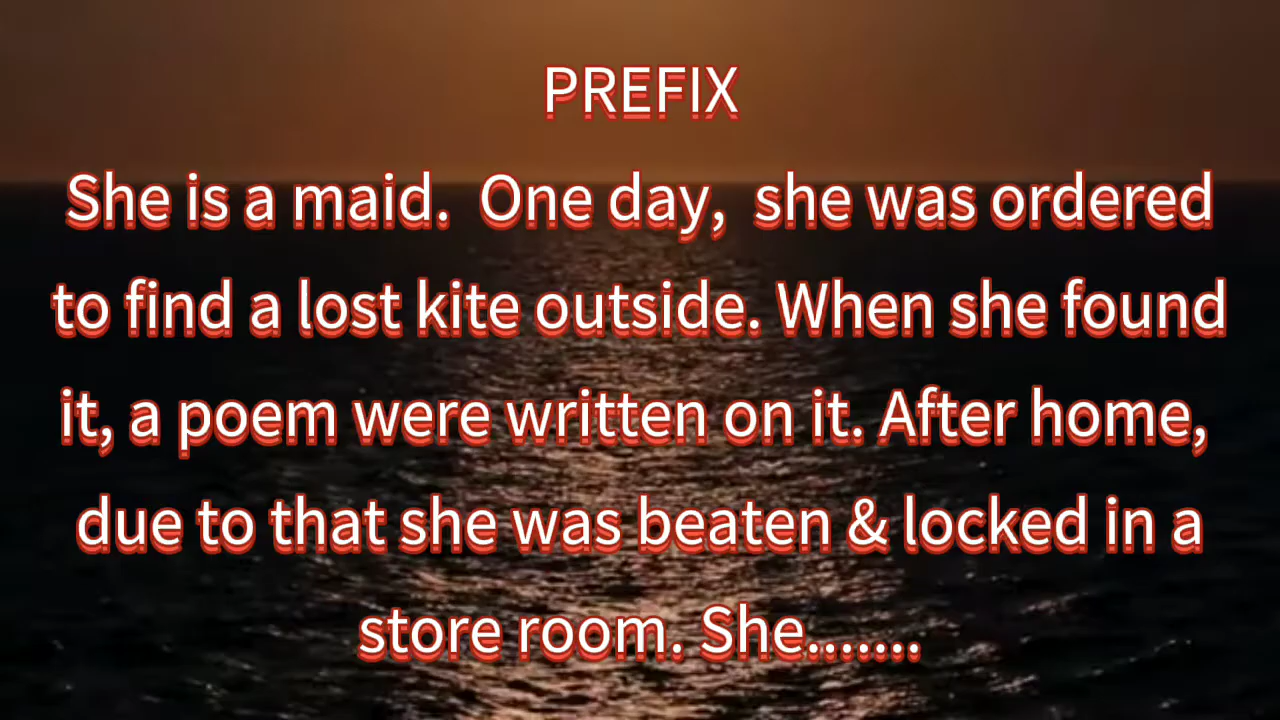 PREFIX
She is a maid.  One day,  she was ordered
to find a lost kite outside. When she found
it, a poem were written on it. After home,
due to that she was beaten & locked in a
store room. She.......